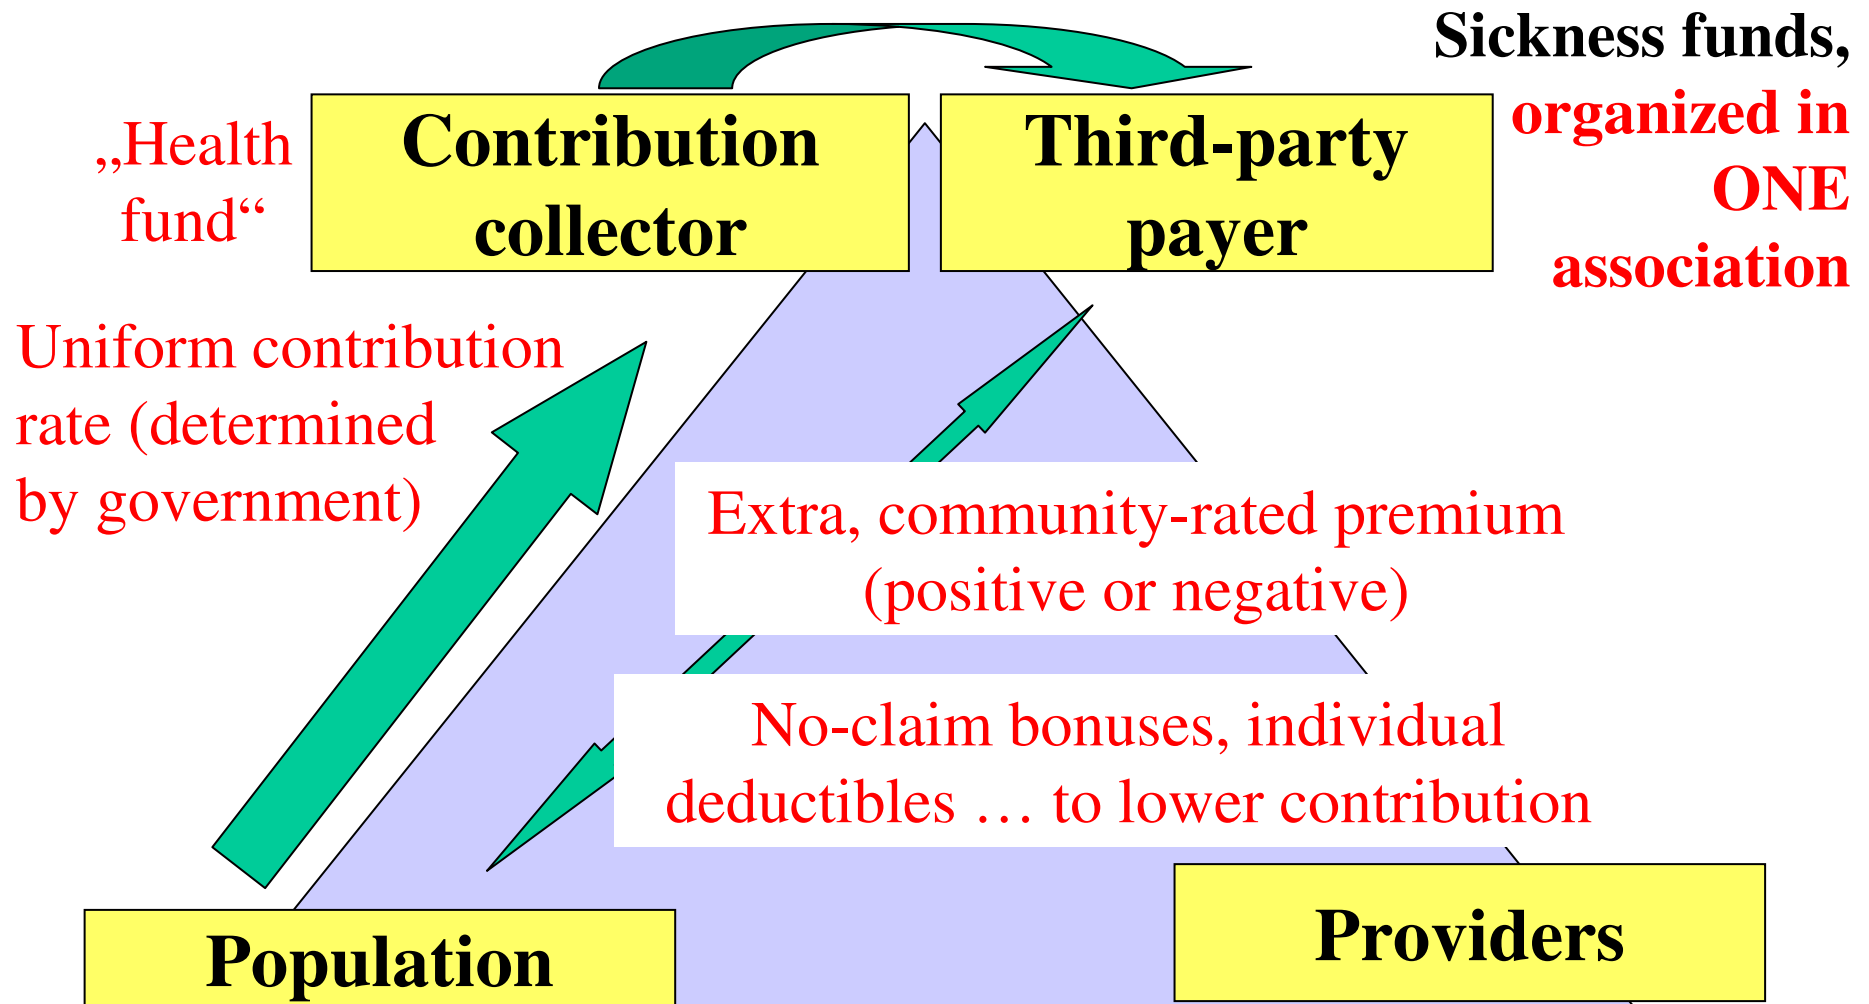 „Health
fund“
Contribution
collector
Third-party
payer
Sickness funds,
organized in
ONE
association
Uniform contribution
rate (determined
by government)
Extra, community-rated premium
(positive or negative)
No-claim bonuses, individual
deductibles … to lower contribution
Population
Providers